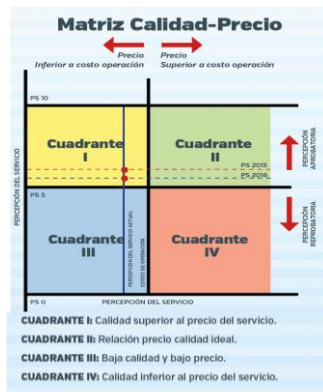 Matriz Calidad-Precio
Precio
Inferior a costo operación
Precio
Superior a costo operación
PS 10
Cuadrante
I
Cuadrante
II
PS 2015
PS 2016
PERCEPCIÓN
APROBATORIA
PERCEPCIÓN DEL SERVICIO
PS 5
Cuadrante
III
PERCEPCIÓN DEL SERVICIO ACTUAL
COSTO DE OPERACIÓN
Cuadrante
IV
PERCEPCIÓN
REPROBATORIA
PS 0
PERCEPCIÓN DEL SERVICIO
CUADRANTE I: Calidad superior al precio del servicio.
CUADRANTE II: Relación precio calidad ideal.
CUADRANTE III: Baja calidad y bajo precio.
CUADRANTE IV: Calidad inferior al precio del servicio.